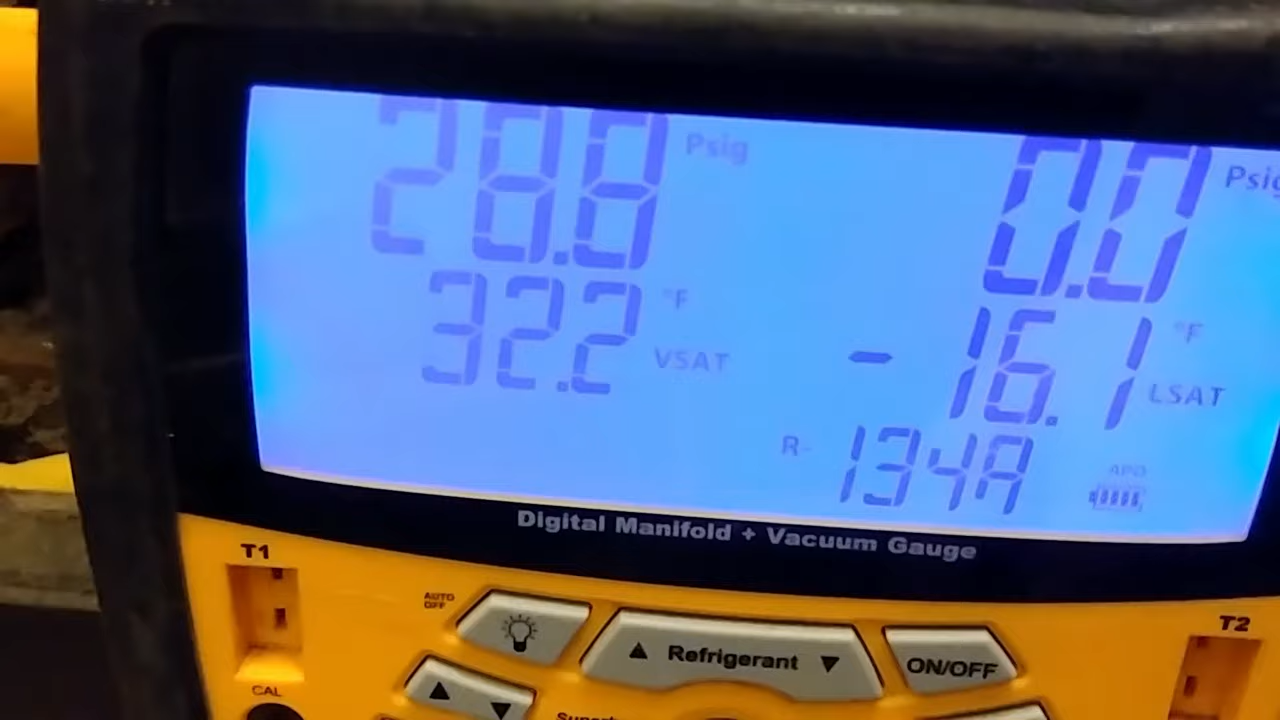 28.8 Psig 0.0 Psig
32.2 °F VSAT - 16.1 °F LSAT
R- 134A APO
Digital Manifold + Vacuum Gauge
T1 T2
AUTO OFF
▲ Refrigerant ▼ ON/OFF
CAL ▲ ▼